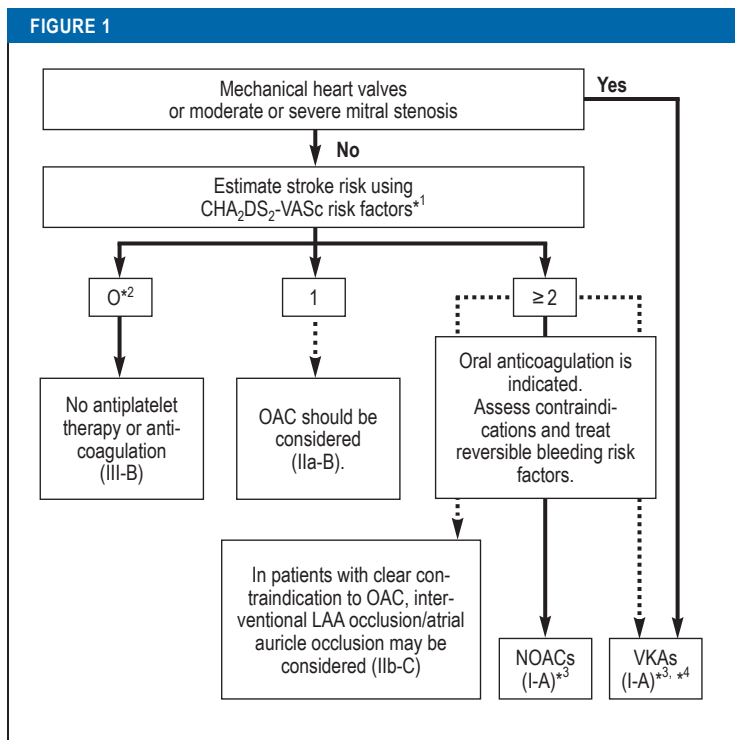 FIGURE 1
Mechanical heart valves
or moderate or severe mitral stenosis
Yes
No
Estimate stroke risk using
CHA₂DS₂-VASc risk factors*¹
O*²
1
≥ 2
No antiplatelet
therapy or anti-
coagulation
(III-B)
OAC should be
considered
(IIa-B).
Oral anticoagulation is
indicated.
Assess contraindi-
cations and treat
reversible bleeding risk
factors.
In patients with clear con-
traindication to OAC, inter-
ventional LAA occlusion/atrial
auricle occlusion may be
considered (IIb-C)
NOACs
(I-A)*³
VKAs
(I-A)*³, *⁴